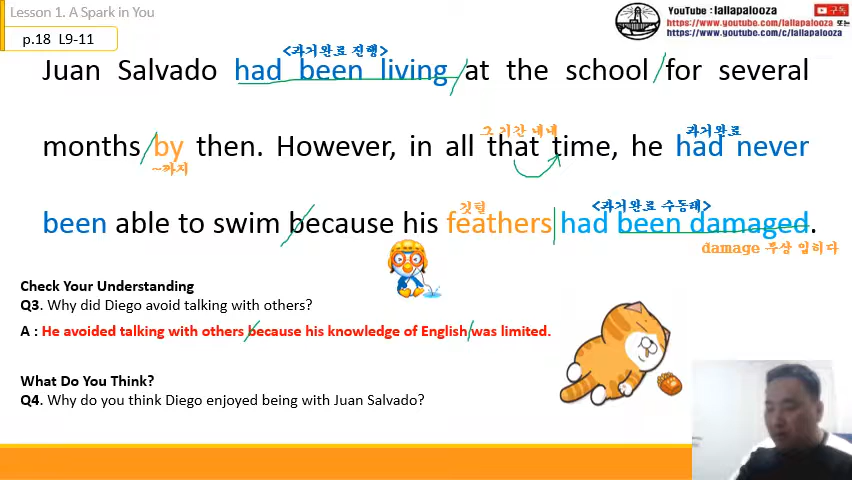 Lesson 1. A Spark in You
p.18 L9-11
YouTube : lallapalooza
구독
https://www.youtube.com/lallapalooza 또는
https://www.youtube.com/c/lallapalooza
<과거완료 진행>
Juan Salvado had been living at the school for several
그 기간 내내 과거완료
months by then. However, in all that time, he had never
~까지
깃털 <과거완료 수동태>
been able to swim because his feathers had been damaged.
damage 부상 입히다
Check Your Understanding
Q3. Why did Diego avoid talking with others?
A : He avoided talking with others because his knowledge of English was limited.
What Do You Think?
Q4. Why do you think Diego enjoyed being with Juan Salvado?